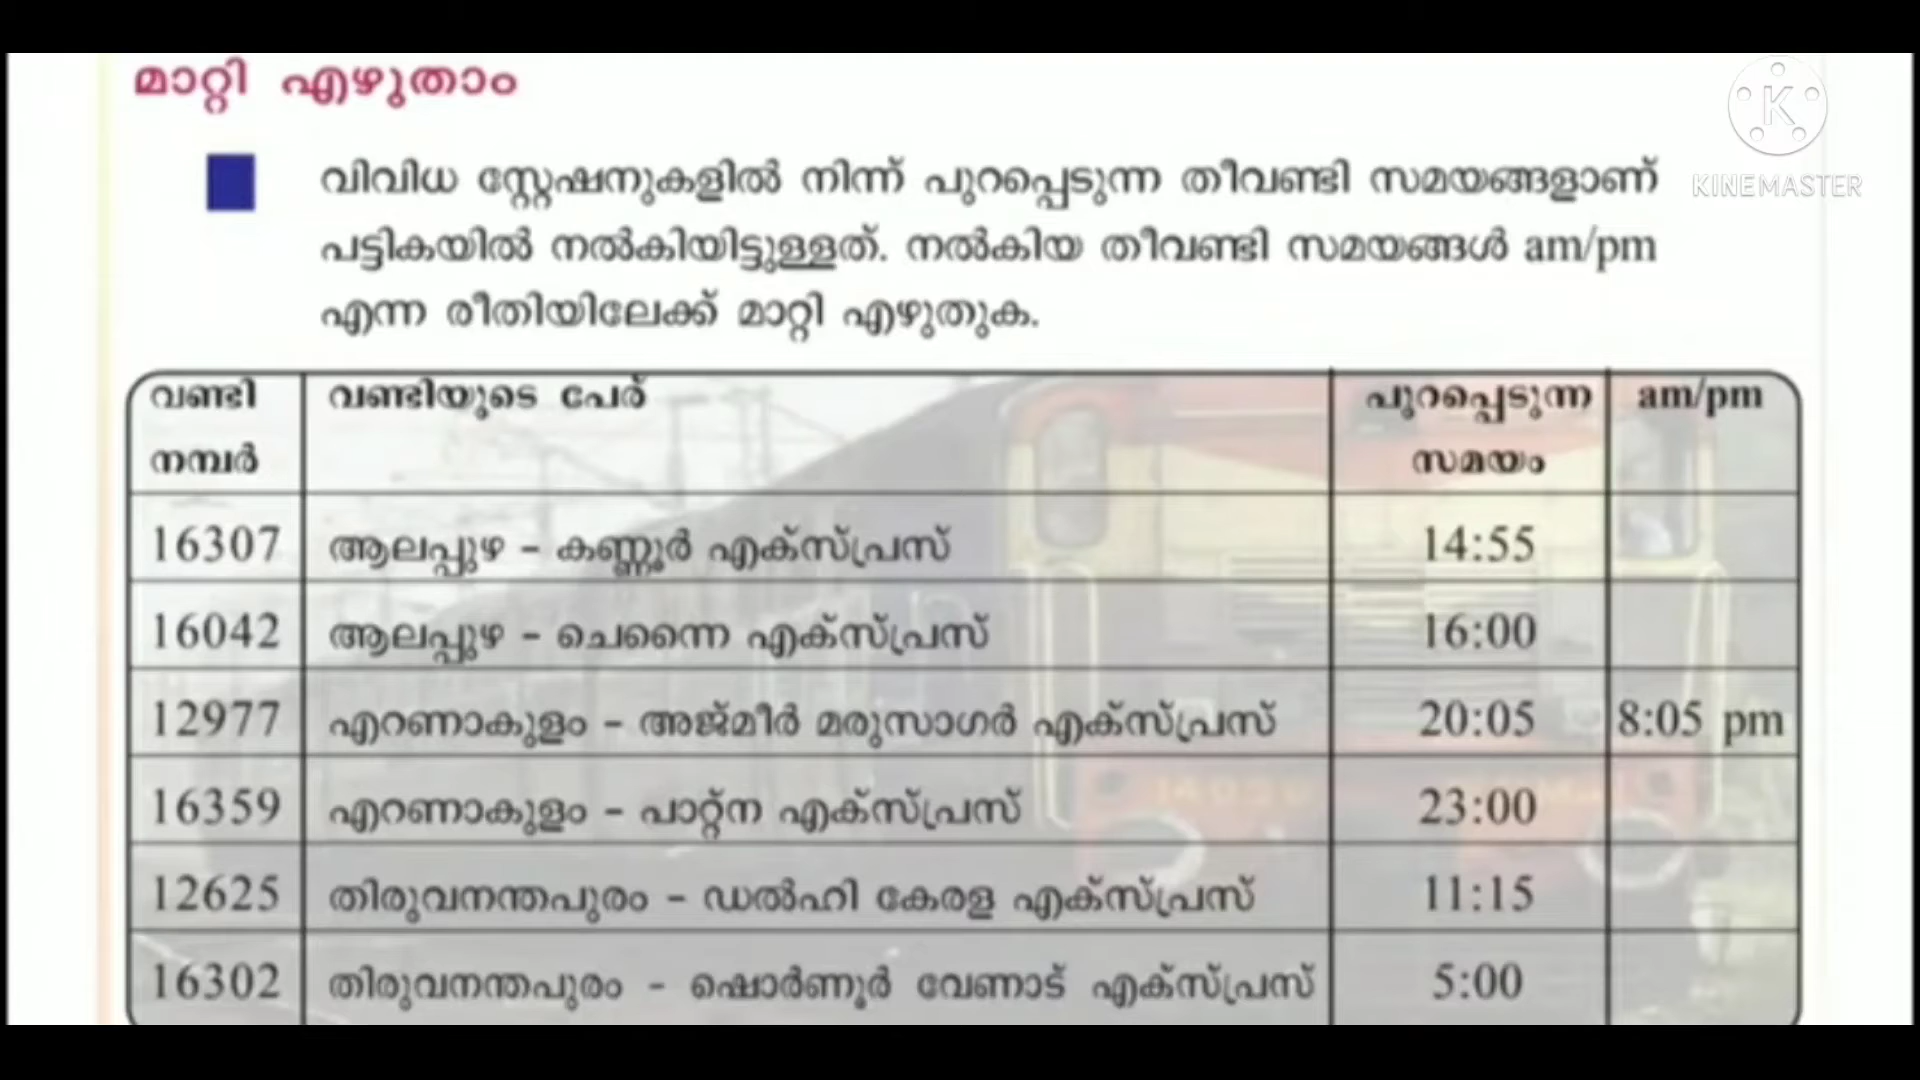 മാറ്റി എഴുതാം
വിവിധ സ്റ്റേഷനുകളിൽ നിന്ന് പുറപ്പെടുന്ന തീവണ്ടി സമയങ്ങളാണ്
പട്ടികയിൽ നൽകിയിട്ടുള്ളത്. നൽകിയ തീവണ്ടി സമയങ്ങൾ am/pm
എന്ന രീതിയിലേക്ക് മാറ്റി എഴുതുക.
വണ്ടി നമ്പർ വണ്ടിയുടെ പേര് പുറപ്പെടുന്ന സമയം am/pm
16307 ആലപ്പുഴ - കണ്ണൂർ എക്സ്പ്രസ് 14:55
16042 ആലപ്പുഴ - ചെന്നൈ എക്സ്പ്രസ് 16:00
12977 എറണാകുളം - അജ്മീർ മരുസാഗർ എക്സ്പ്രസ് 20:05 8:05 pm
16359 എറണാകുളം - പാറ്റ്ന എക്സ്പ്രസ് 23:00
12625 തിരുവനന്തപുരം - ഡൽഹി കേരള എക്സ്പ്രസ് 11:15
16302 തിരുവനന്തപുരം - ഷൊർണൂർ വേണാട് എക്സ്പ്രസ് 5:00
K
KINEMASTER